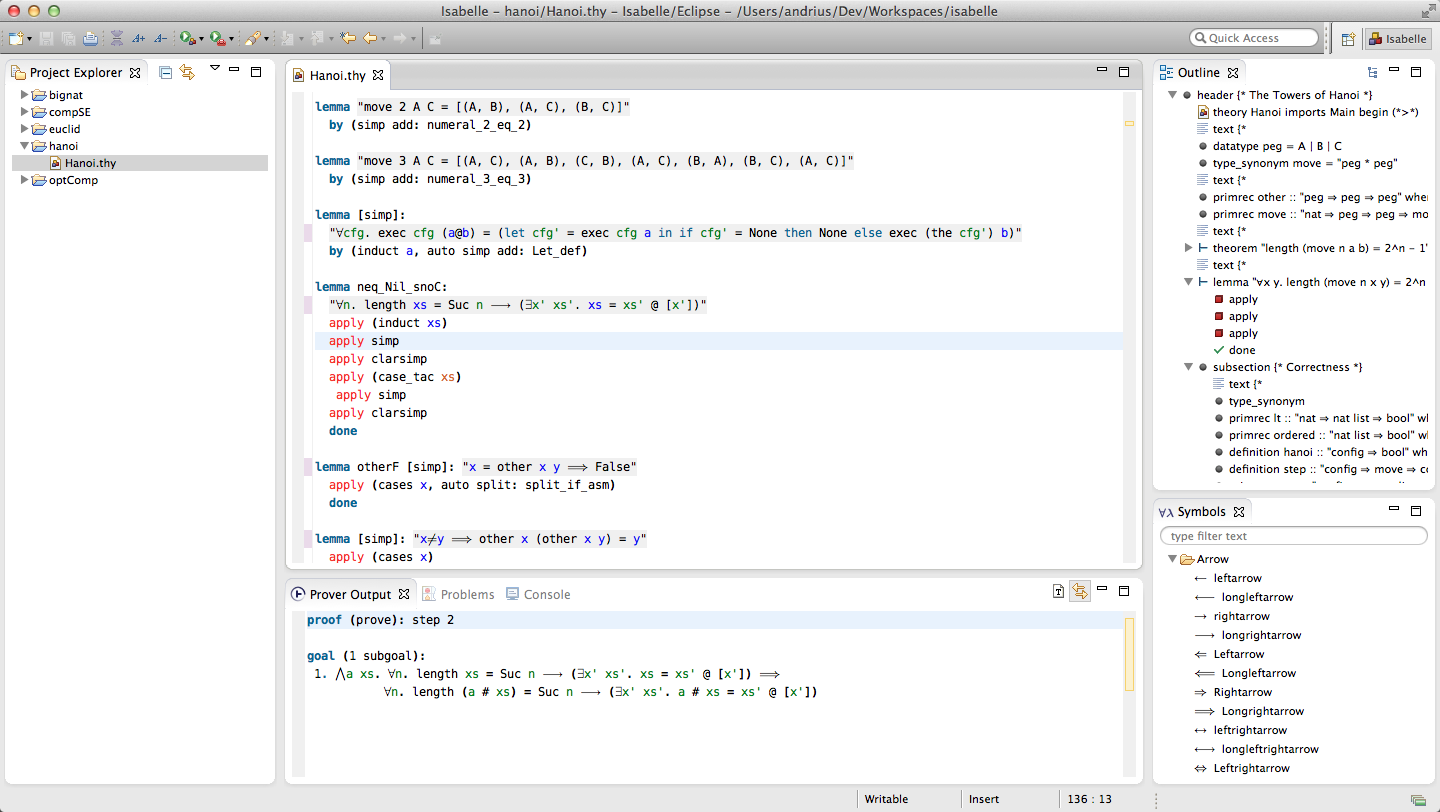 Isabelle – hanoi/Hanoi.thy – Isabelle/Eclipse – /Users/andrius/Dev/Workspaces/isabelle
A+ A−
Quick Access
Isabelle
Project Explorer
bignat
compSE
euclid
hanoi
Hanoi.thy
optComp
Hanoi.thy
lemma "move 2 A C = [(A, B), (A, C), (B, C)]"
by (simp add: numeral_2_eq_2)
lemma "move 3 A C = [(A, C), (A, B), (C, B), (A, C), (B, A), (B, C), (A, C)]"
by (simp add: numeral_3_eq_3)
lemma [simp]:
"∀cfg. exec cfg (a@b) = (let cfg' = exec cfg a in if cfg' = None then None else exec (the cfg') b)"
by (induct a, auto simp add: Let_def)
lemma neq_Nil_snoC:
"∀n. length xs = Suc n ⟶ (∃x' xs'. xs = xs' @ [x'])"
apply (induct xs)
apply simp
apply clarsimp
apply (case_tac xs)
apply simp
apply clarsimp
done
lemma otherF [simp]: "x = other x y ⟹ False"
apply (cases x, auto split: split_if_asm)
done
lemma [simp]: "x≠y ⟹ other x (other x y) = y"
apply (cases x)
Prover Output
Problems
Console
proof (prove): step 2
goal (1 subgoal):
1. ⋀a xs. ∀n. length xs = Suc n ⟶ (∃x' xs'. xs = xs' @ [x']) ⟹
∀n. length (a # xs) = Suc n ⟶ (∃x' xs'. a # xs = xs' @ [x'])
Outline
header {* The Towers of Hanoi *}
theory Hanoi imports Main begin (*>*)
text {*
datatype peg = A | B | C
type_synonym move = "peg * peg"
text {*
primrec other :: "peg ⇒ peg ⇒ peg" whe
primrec move :: "nat ⇒ peg ⇒ peg ⇒ mo
text {*
theorem "length (move n a b) = 2^n – 1"
text {*
lemma "∀x y. length (move n x y) = 2^n
apply
apply
apply
done
subsection {* Correctness *}
text {*
type_synonym
primrec lt :: "nat ⇒ nat list ⇒ bool" wh
primrec ordered :: "nat list ⇒ bool" wh
definition hanoi :: "config ⇒ bool" wh
definition step :: "config ⇒ move ⇒ co
∀λ Symbols
type filter text
Arrow
← leftarrow
⟵ longleftarrow
→ rightarrow
⟶ longrightarrow
⇐ Leftarrow
⟸ Longleftarrow
⇒ Rightarrow
⟹ Longrightarrow
↔ leftrightarrow
⟷ longleftrightarrow
⇔ Leftrightarrow
Writable
Insert
136 : 13